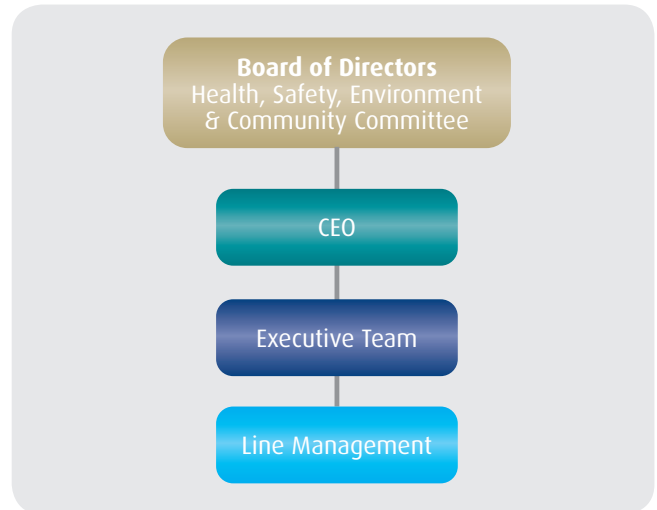 Board of Directors
Health, Safety, Environment
& Community Committee
CEO
Executive Team
Line Management